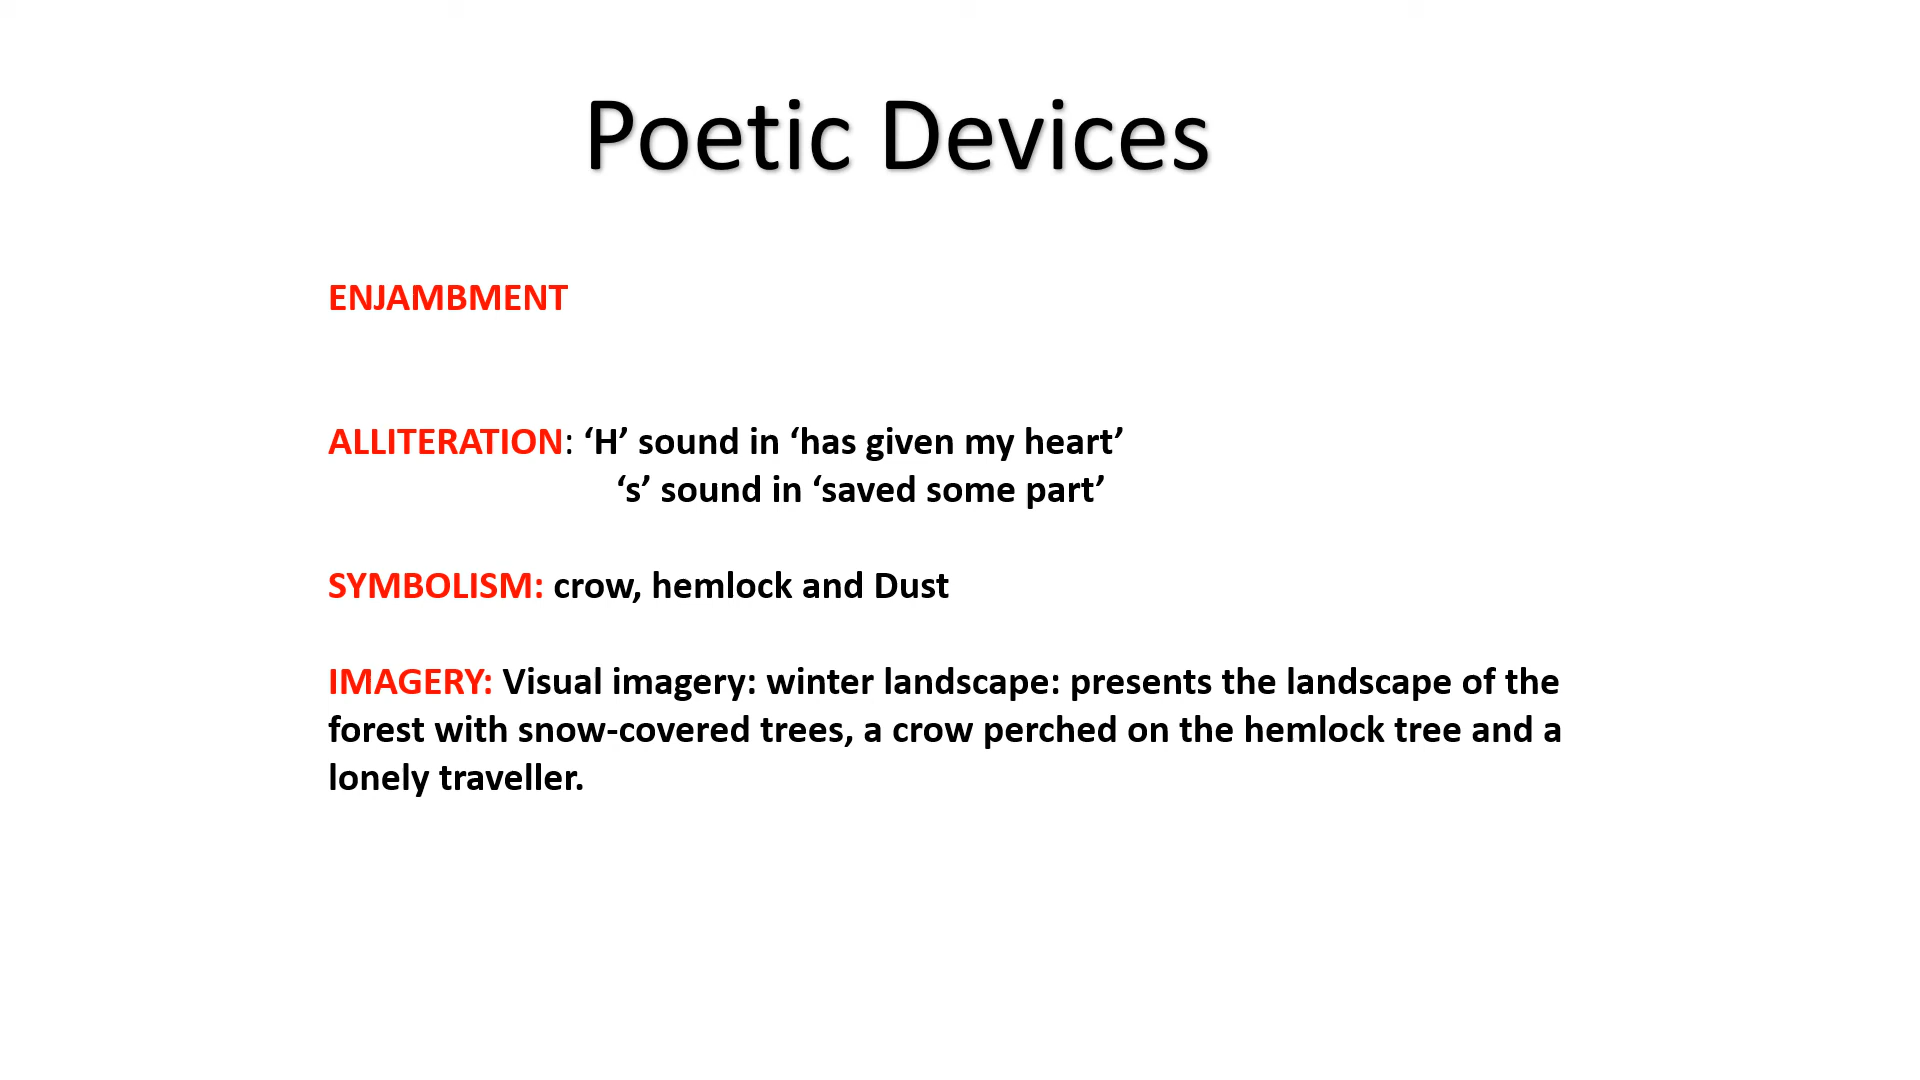 Poetic Devices
ENJAMBMENT
ALLITERATION: ‘H’ sound in ‘has given my heart’
‘s’ sound in ‘saved some part’
SYMBOLISM: crow, hemlock and Dust
IMAGERY: Visual imagery: winter landscape: presents the landscape of the
forest with snow-covered trees, a crow perched on the hemlock tree and a
lonely traveller.